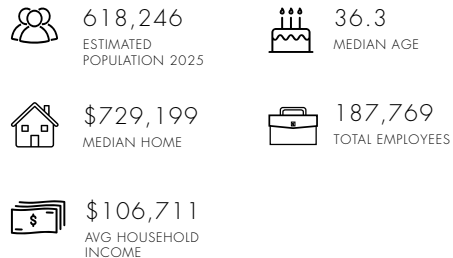 618,246
ESTIMATED
POPULATION 2025
36.3
MEDIAN AGE
$729,199
MEDIAN HOME
187,769
TOTAL EMPLOYEES
$
$106,711
AVG HOUSEHOLD
INCOME